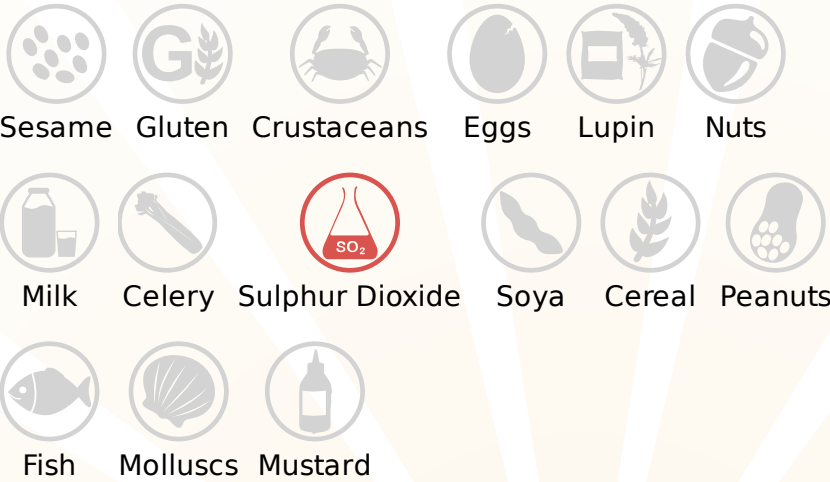 G
Sesame Gluten Crustaceans Eggs Lupin Nuts
SO₂
Milk Celery Sulphur Dioxide Soya Cereal Peanuts
Fish Molluscs Mustard